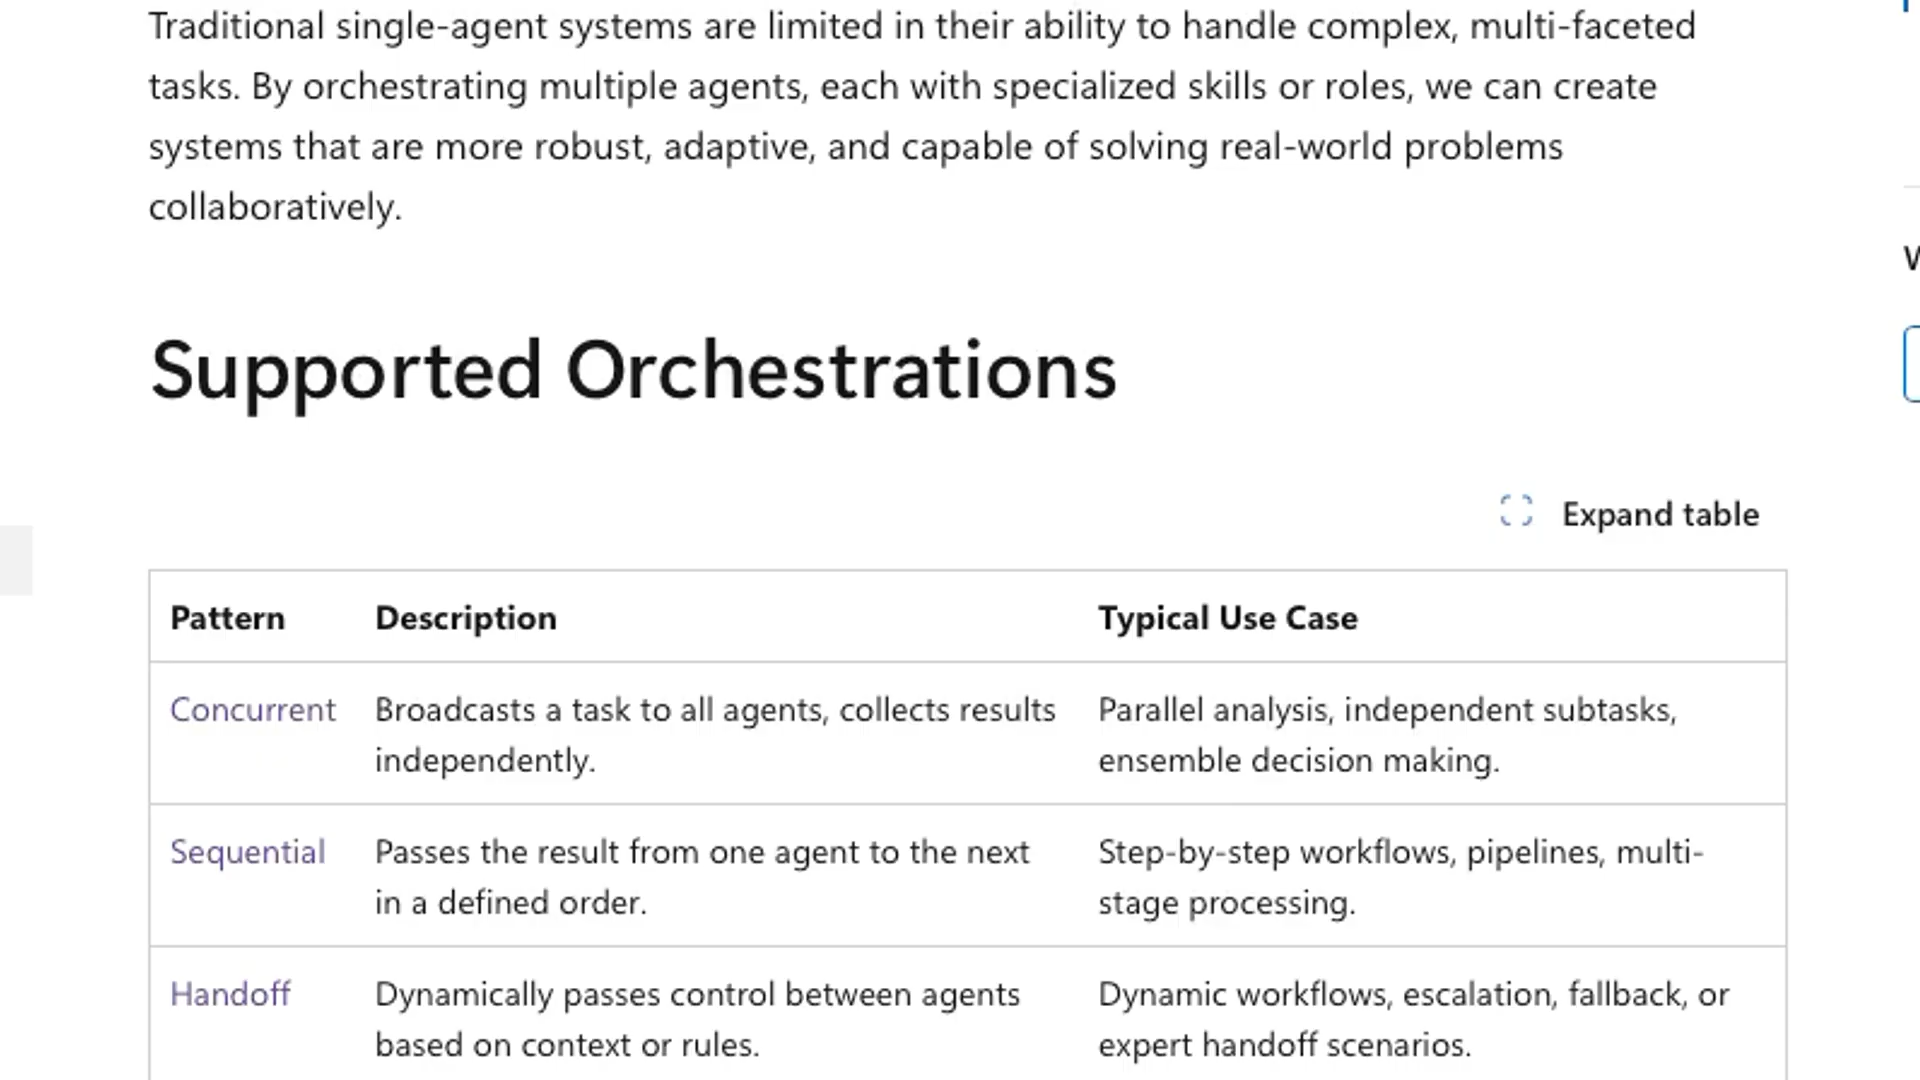 Traditional single-agent systems are limited in their ability to handle complex, multi-faceted
tasks. By orchestrating multiple agents, each with specialized skills or roles, we can create
systems that are more robust, adaptive, and capable of solving real-world problems
collaboratively.
Supported Orchestrations
Expand table
Pattern Description Typical Use Case
Concurrent Broadcasts a task to all agents, collects results Parallel analysis, independent subtasks,
independently. ensemble decision making.
Sequential Passes the result from one agent to the next Step-by-step workflows, pipelines, multi-
in a defined order. stage processing.
Handoff Dynamically passes control between agents Dynamic workflows, escalation, fallback, or
based on context or rules. expert handoff scenarios.